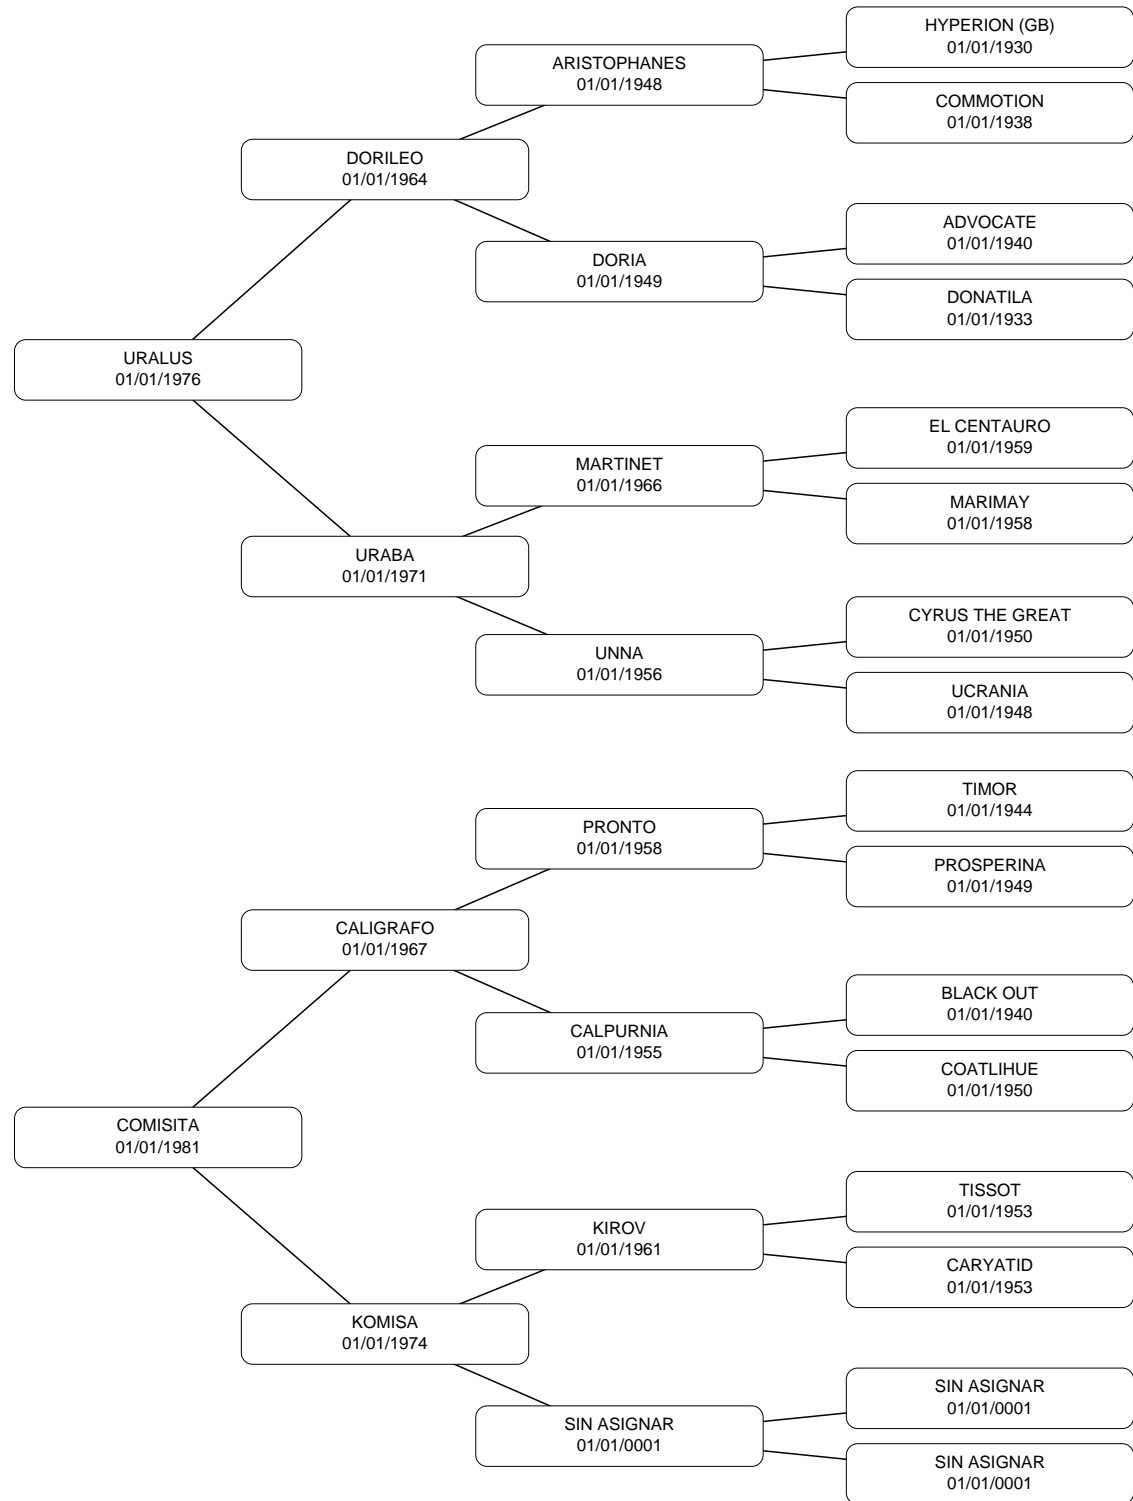 HYPERION (GB)
01/01/1930
ARISTOPHANES
01/01/1948
COMMOTION
01/01/1938
DORILEO
01/01/1964
ADVOCATE
01/01/1940
DORIA
01/01/1949
DONATILA
01/01/1933
URALUS
01/01/1976
EL CENTAURO
01/01/1959
MARTINET
01/01/1966
MARIMAY
01/01/1958
URABA
01/01/1971
CYRUS THE GREAT
01/01/1950
UNNA
01/01/1956
UCRANIA
01/01/1948
TIMOR
01/01/1944
PRONTO
01/01/1958
PROSPERINA
01/01/1949
CALIGRAFO
01/01/1967
BLACK OUT
01/01/1940
CALPURNIA
01/01/1955
COATLIHUE
01/01/1950
COMISITA
01/01/1981
TISSOT
01/01/1953
KIROV
01/01/1961
CARYATID
01/01/1953
KOMISA
01/01/1974
SIN ASIGNAR
01/01/0001
SIN ASIGNAR
01/01/0001
SIN ASIGNAR
01/01/0001